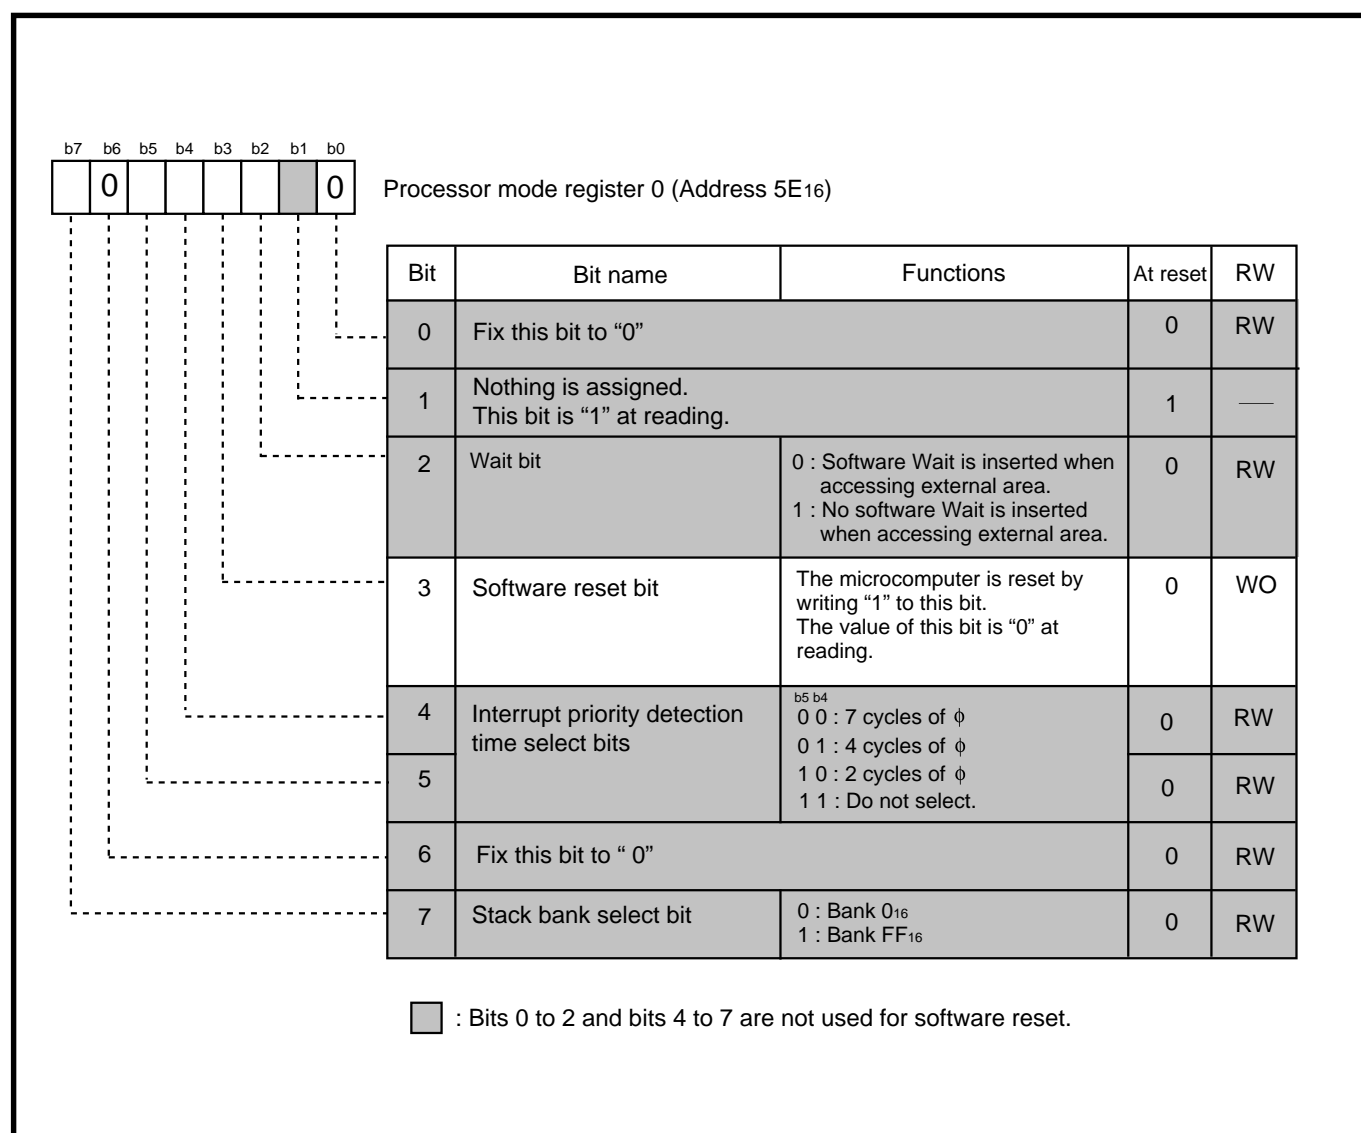 b7 b6 b5 b4 b3 b2 b1 b0
0 0
Processor mode register 0 (Address 5E16)
Bit Bit name Functions At reset RW
0 Fix this bit to “0” 0 RW
1 Nothing is assigned.
This bit is “1” at reading. 1 —
2 Wait bit 0 : Software Wait is inserted when 0 RW
accessing external area.
1 : No software Wait is inserted
when accessing external area.
3 Software reset bit The microcomputer is reset by 0 WO
writing “1” to this bit.
The value of this bit is “0” at
reading.
b5 b4
4 Interrupt priority detection 0 0 : 7 cycles of ϕ 0 RW
time select bits 0 1 : 4 cycles of ϕ
5 1 0 : 2 cycles of ϕ 0 RW
1 1 : Do not select.
6 Fix this bit to “ 0” 0 RW
7 Stack bank select bit 0 : Bank 016 0 RW
1 : Bank FF16
: Bits 0 to 2 and bits 4 to 7 are not used for software reset.